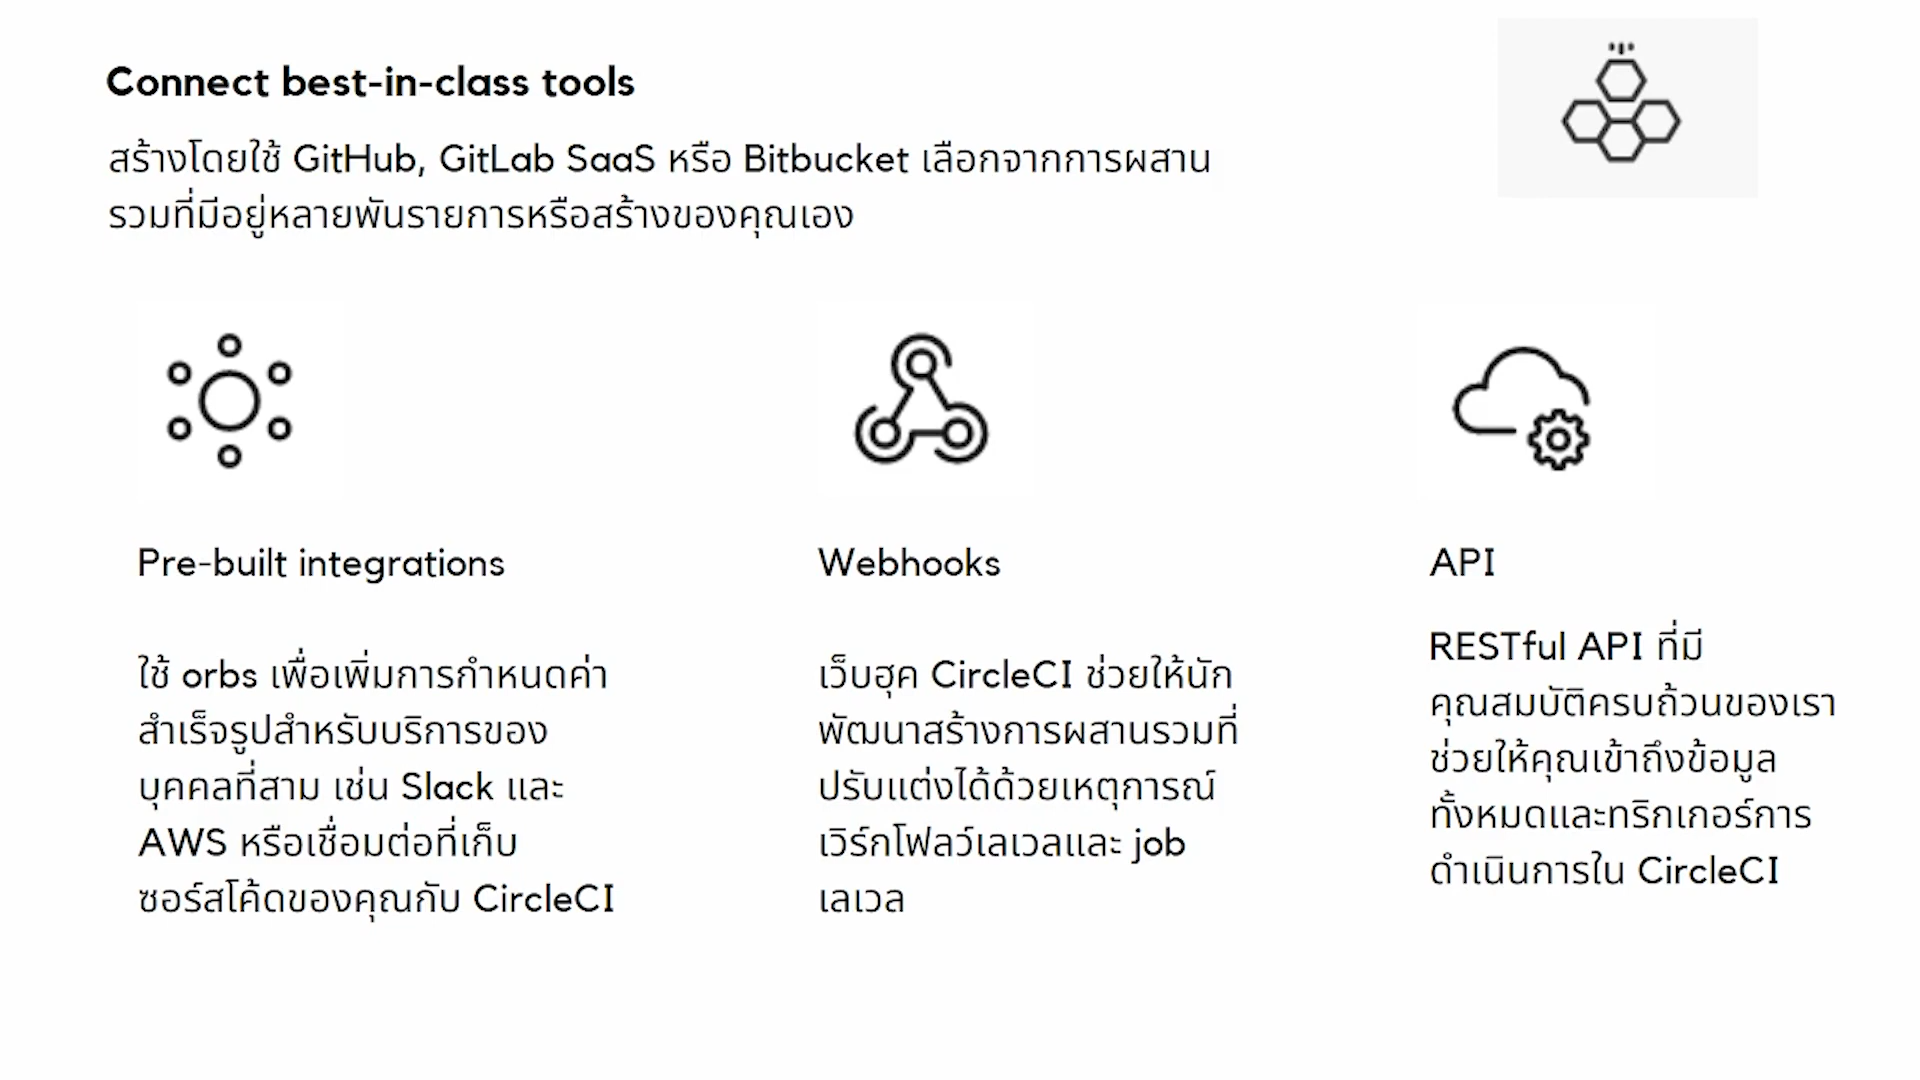 Connect best-in-class tools
สร้างโดยใช้ GitHub, GitLab SaaS หรือ Bitbucket เลือกจากการผสาน
รวมที่มีอยู่หลายพันรายการหรือสร้างของคุณเอง
Pre-built integrations
ใช้ orbs เพื่อเพิ่มการกำหนดค่า
สำเร็จรูปสำหรับบริการของ
บุคคลที่สาม เช่น Slack และ
AWS หรือเชื่อมต่อที่เก็บ
ซอร์สโค้ดของคุณกับ CircleCI
Webhooks
เว็บฮุค CircleCI ช่วยให้นัก
พัฒนาสร้างการผสานรวมที่
ปรับแต่งได้ด้วยเหตุการณ์
เวิร์กโฟลว์เลเวลและ job
เลเวล
API
RESTful API ที่มี
คุณสมบัติครบถ้วนของเรา
ช่วยให้คุณเข้าถึงข้อมูล
ทั้งหมดและทริกเกอร์การ
ดำเนินการใน CircleCI